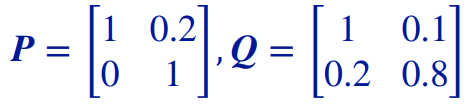 P = [1 0.2; 0 1], Q = [1 0.1; 0.2 0.8]